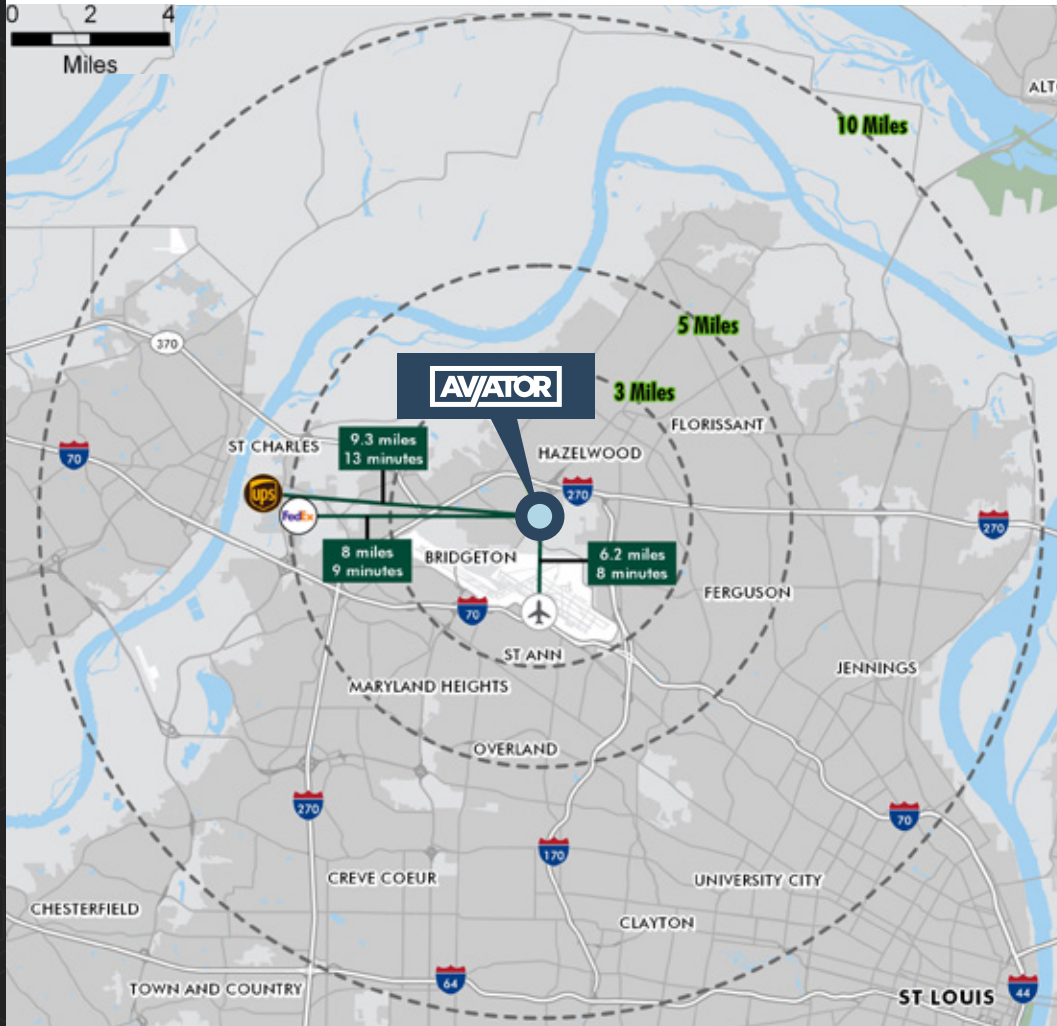 0 2 4
Miles
ALT
10 Miles
5 Miles
370
AVIATOR
3 Miles
FLORISSANT
ST CHARLES
9.3 miles
13 minutes
HAZELWOOD
70
270
ups
FedEx
270
8 miles
9 minutes
BRIDGETON
6.2 miles
8 minutes
FERGUSON
70
ST ANN
JENNINGS
MARYLAND HEIGHTS
OVERLAND
270
70
170
CREVE COEUR
UNIVERSITY CITY
CHESTERFIELD
CLAYTON
64
TOWN AND COUNTRY
ST LOUIS
44